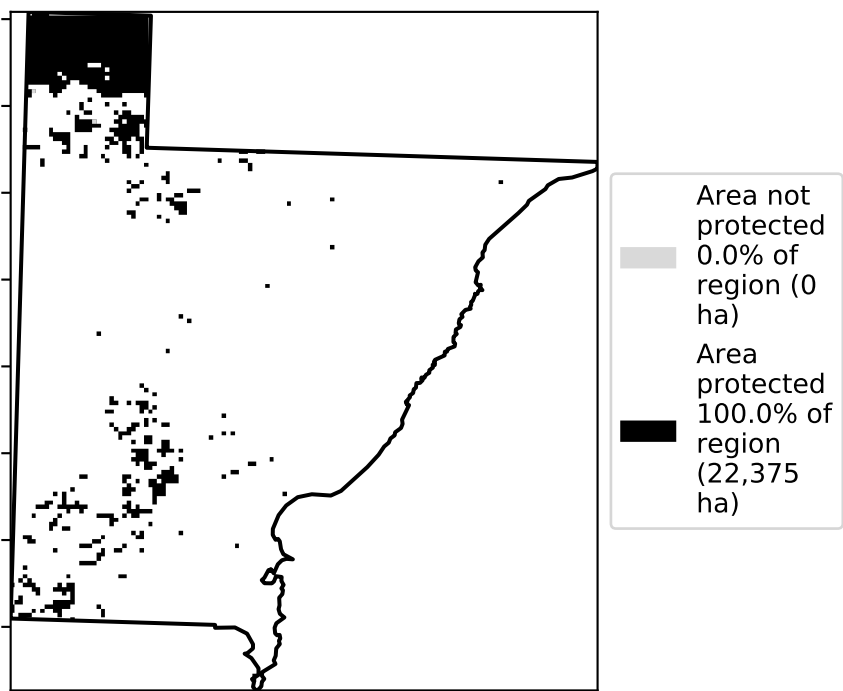 Area not
protected
0.0% of
region (0
ha)
Area
protected
100.0% of
region
(22,375
ha)